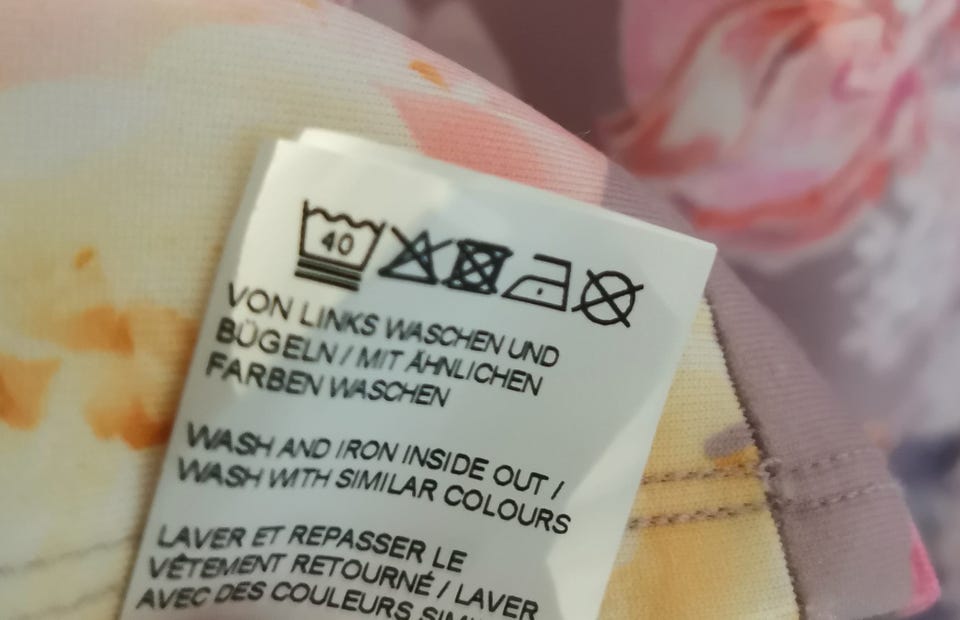 40
VON LINKS WASCHEN UND
BÜGELN / MIT ÄHNLICHEN
FARBEN WASCHEN
WASH AND IRON INSIDE OUT /
WASH WITH SIMILAR COLOURS
LAVER ET REPASSER LE
VÊTEMENT RETOURNÉ / LAVER
AVEC DES COULEURS